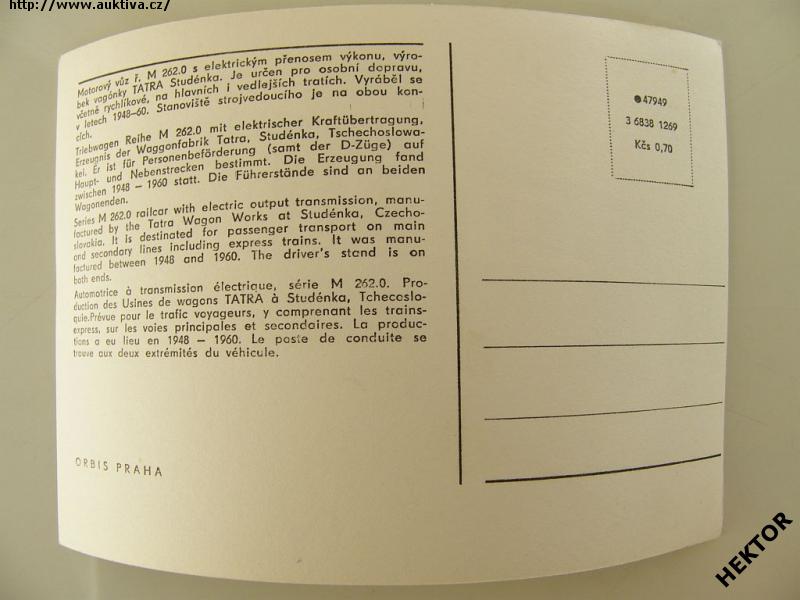 http://www.auktiva.cz/
Motorový vůz ř. M 262.0 s elektrickým přenosem výkonu, výro-
bek vagónky TATRA Studénka. Je určen pro osobní dopravu,
včetně rychlíkové, na hlavních i vedlejších tratích. Vyráběl se
v letech 1948–60. Stanoviště strojvedoucího je na obou kon-
cích.
Triebwagen Reihe M 262.0 mit elektrischer Kraftübertragung,
Erzeugnis der Waggonfabrik Tatra, Studénka, Tschechoslowa-
kei. Er ist für Personenbeförderung (samt der D-Züge) auf
Haupt- und Nebenstrecken bestimmt. Die Erzeugung fand
zwischen 1948 – 1960 statt. Die Führerstände sind an beiden
Wagonenden.
Series M 262.0 railcar with electric output transmission, manu-
factured by the Tatra Wagon Works at Studénka, Czecho-
slovakia. It is destinated for passenger transport on main
and secondary lines including express trains. It was manu-
factured between 1948 and 1960. The driver's stand is on
both ends.
Automotrice à transmission électrique, série M 262.0. Pro-
duction des Usines de wagons TATRA à Studénka, Tchecoslo-
quie.Prévue pour le trafic voyageurs, y comprenant les trains-
express, sur les voies principales et secondaires. La produc-
tions a eu lieu en 1948 – 1960. Le poste de conduite se
trouve aux deux extrémités du véhicule.
ORBIS PRAHA
47949
3 6838 1269
Kčs 0,70
HEKTOR